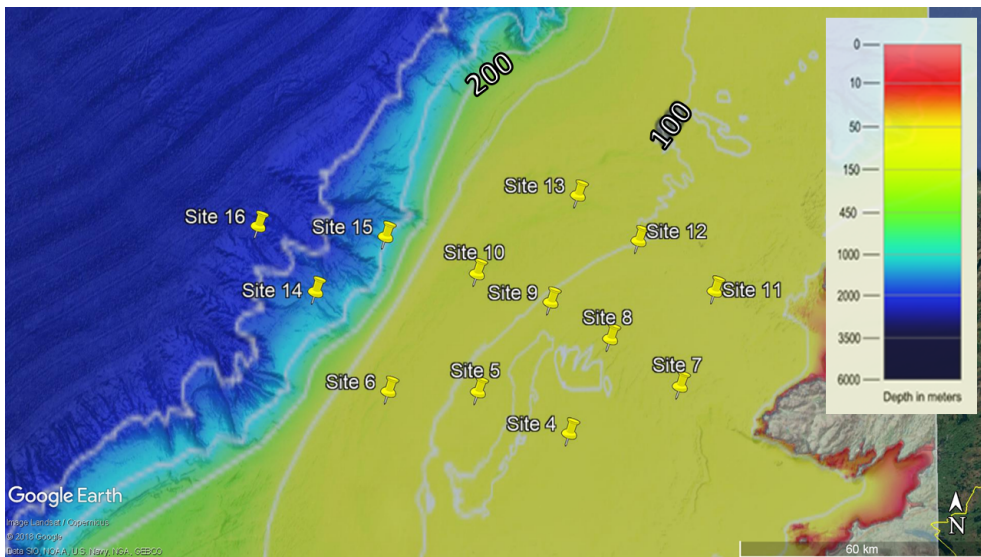 200
100
Site 13
Site 16
Site 15
Site 12
Site 10
Site 14
Site 9
Site 11
Site 8
Site 6
Site 5
Site 7
Site 4
0
10
50
150
450
1000
2000
3500
6000
Depth in meters
Google Earth
Image Landsat / Copernicus
© 2018 Google
Data SIO, NOAA, U.S. Navy, NGA, GEBCO
N
60 km